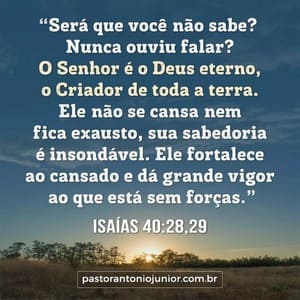 “Será que você não sabe?
Nunca ouviu falar?
O Senhor é o Deus eterno,
o Criador de toda a terra.
Ele não se cansa nem
fica exausto, sua sabedoria
é insondável. Ele fortalece
ao cansado e dá grande vigor
ao que está sem forças.”
ISAÍAS 40:28,29
pastorantoniojunior.com.br